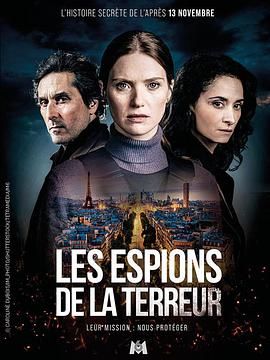 L'HISTOIRE SECRÈTE DE L'APRÈS 13 NOVEMBRE
LES ESPIONS
DE LA TERREUR
LEUR MISSION : NOUS PROTÉGER
M6